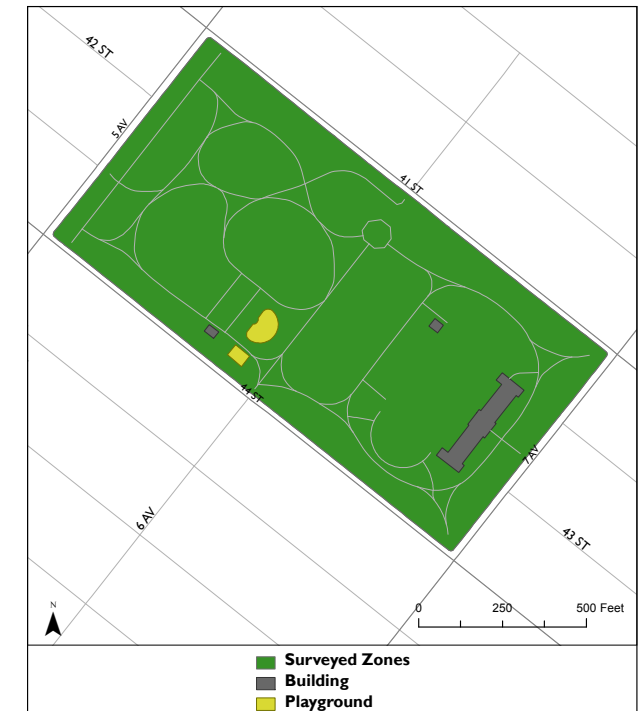 42 ST
5 AV
41 ST
44 ST
7 AV
6 AV
43 ST
N
0 250 500 Feet
Surveyed Zones
Building
Playground